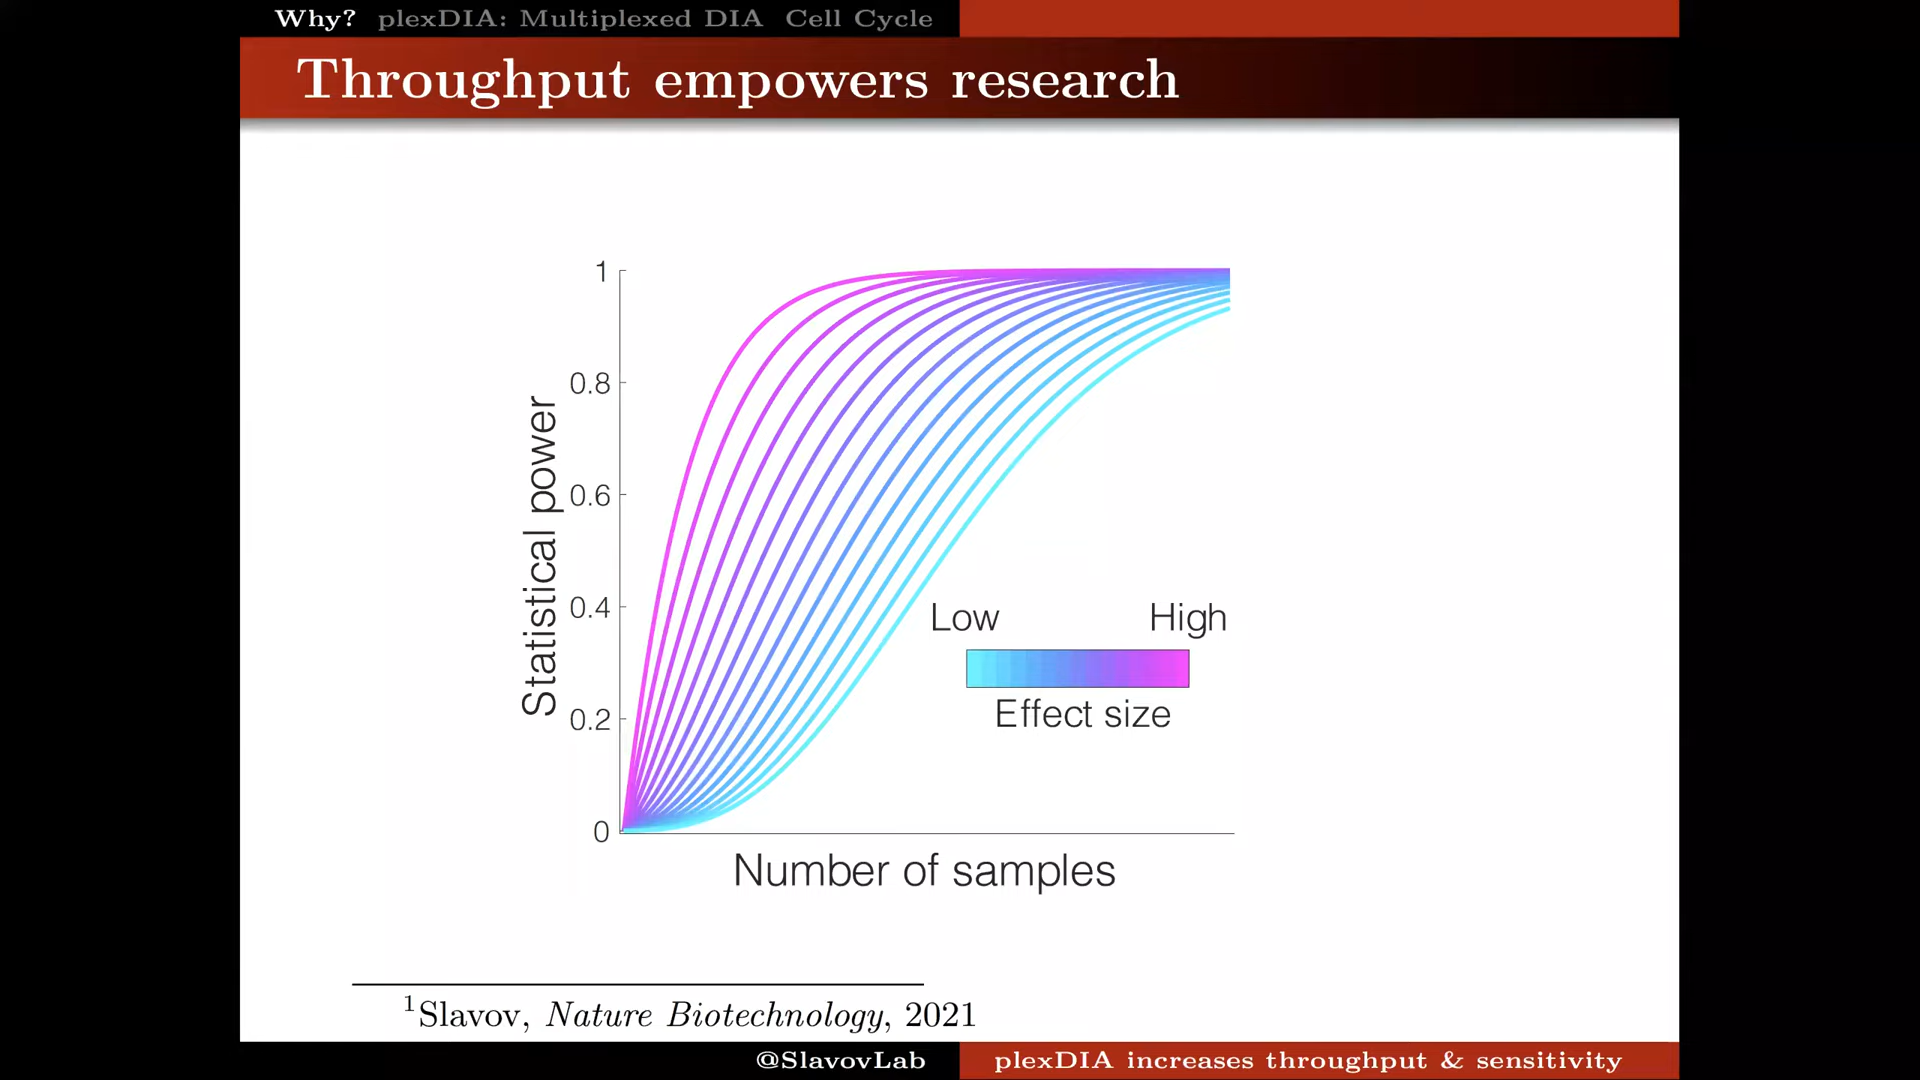 Why? plexDIA: Multiplexed DIA Cell Cycle
Throughput empowers research
1
0.8
0.6
0.4
0.2
0
Statistical power
Low High
Effect size
Number of samples
1Slavov, Nature Biotechnology, 2021
@SlavovLab
plexDIA increases throughput & sensitivity